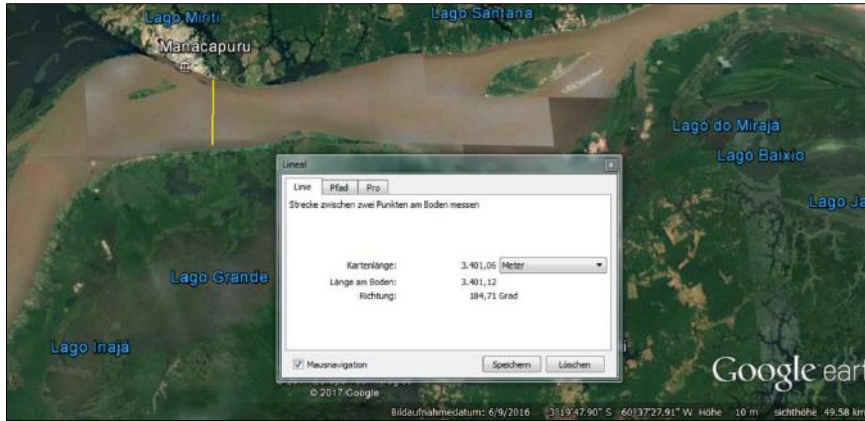 Lago Miriti
Lago Santana
Manacapuru
Lago do Mirajá
Lago Baixio
Lago Ja
Lago Grande
Lago Inajá
Lineal
Linie Pfad Pro
Strecke zwischen zwei Punkten am Boden messen
Kartenlänge: 3.401,06 Meter
Länge am Boden: 3.401,12
Richtung: 184,71 Grad
Mausnavigation Speichern Löschen
© 2017 Google
Google eart
Bildaufnahmedatum: 6/9/2016 3°19'47.90" S 60°37'27.91" W Höhe 10 m sichthöhe 49.58 km